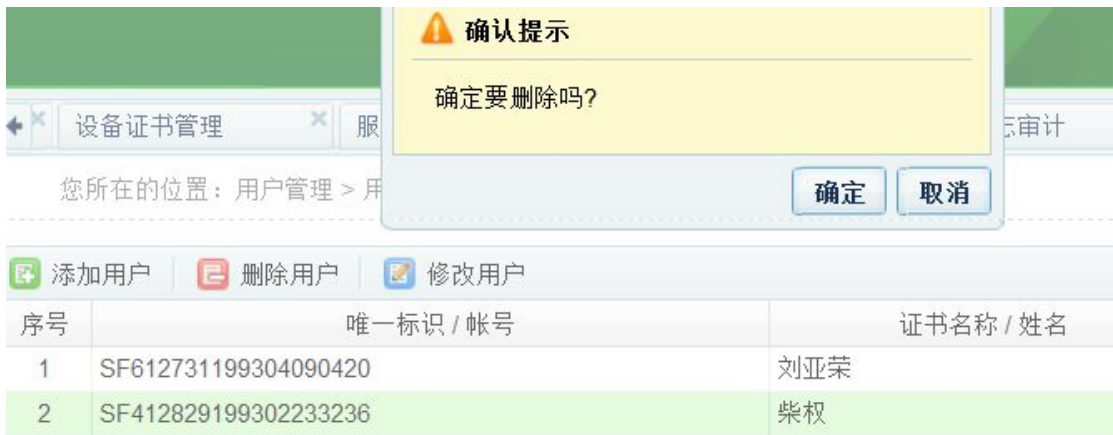 确认提示
确定要删除吗?
设备证书管理 服 志审计
您所在的位置：用户管理 > 用
确定 取消
添加用户 删除用户 修改用户
序号 唯一标识 / 帐号 证书名称 / 姓名
1 SF612731199304090420 刘亚荣
2 SF412829199302233236 柴权